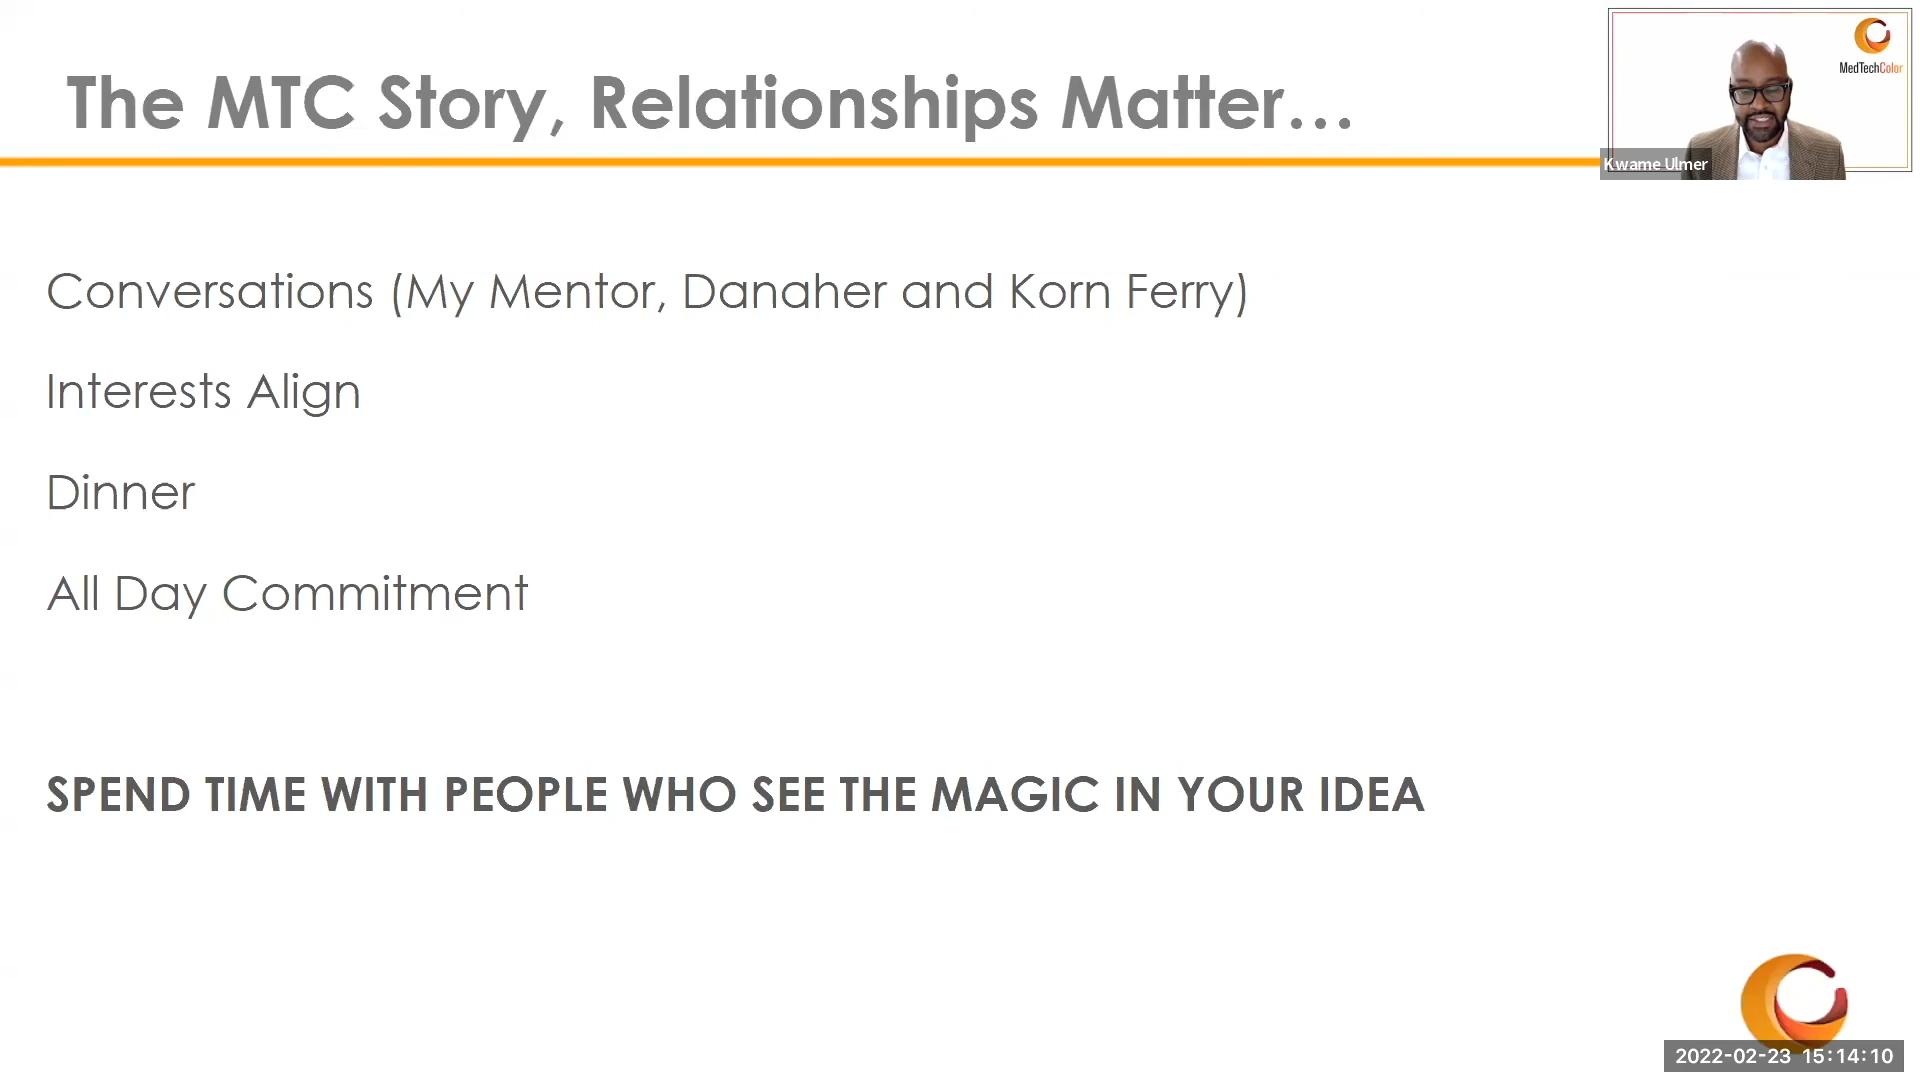 The MTC Story, Relationships Matter…
MedTechColor
Kwame Ulmer
Conversations (My Mentor, Danaher and Korn Ferry)
Interests Align
Dinner
All Day Commitment
SPEND TIME WITH PEOPLE WHO SEE THE MAGIC IN YOUR IDEA
2022-02-23 15:14:10